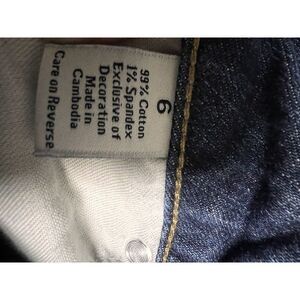 6
99% Cotton
1% Spandex
Exclusive of
Decoration
Made in
Cambodia
Care on Reverse